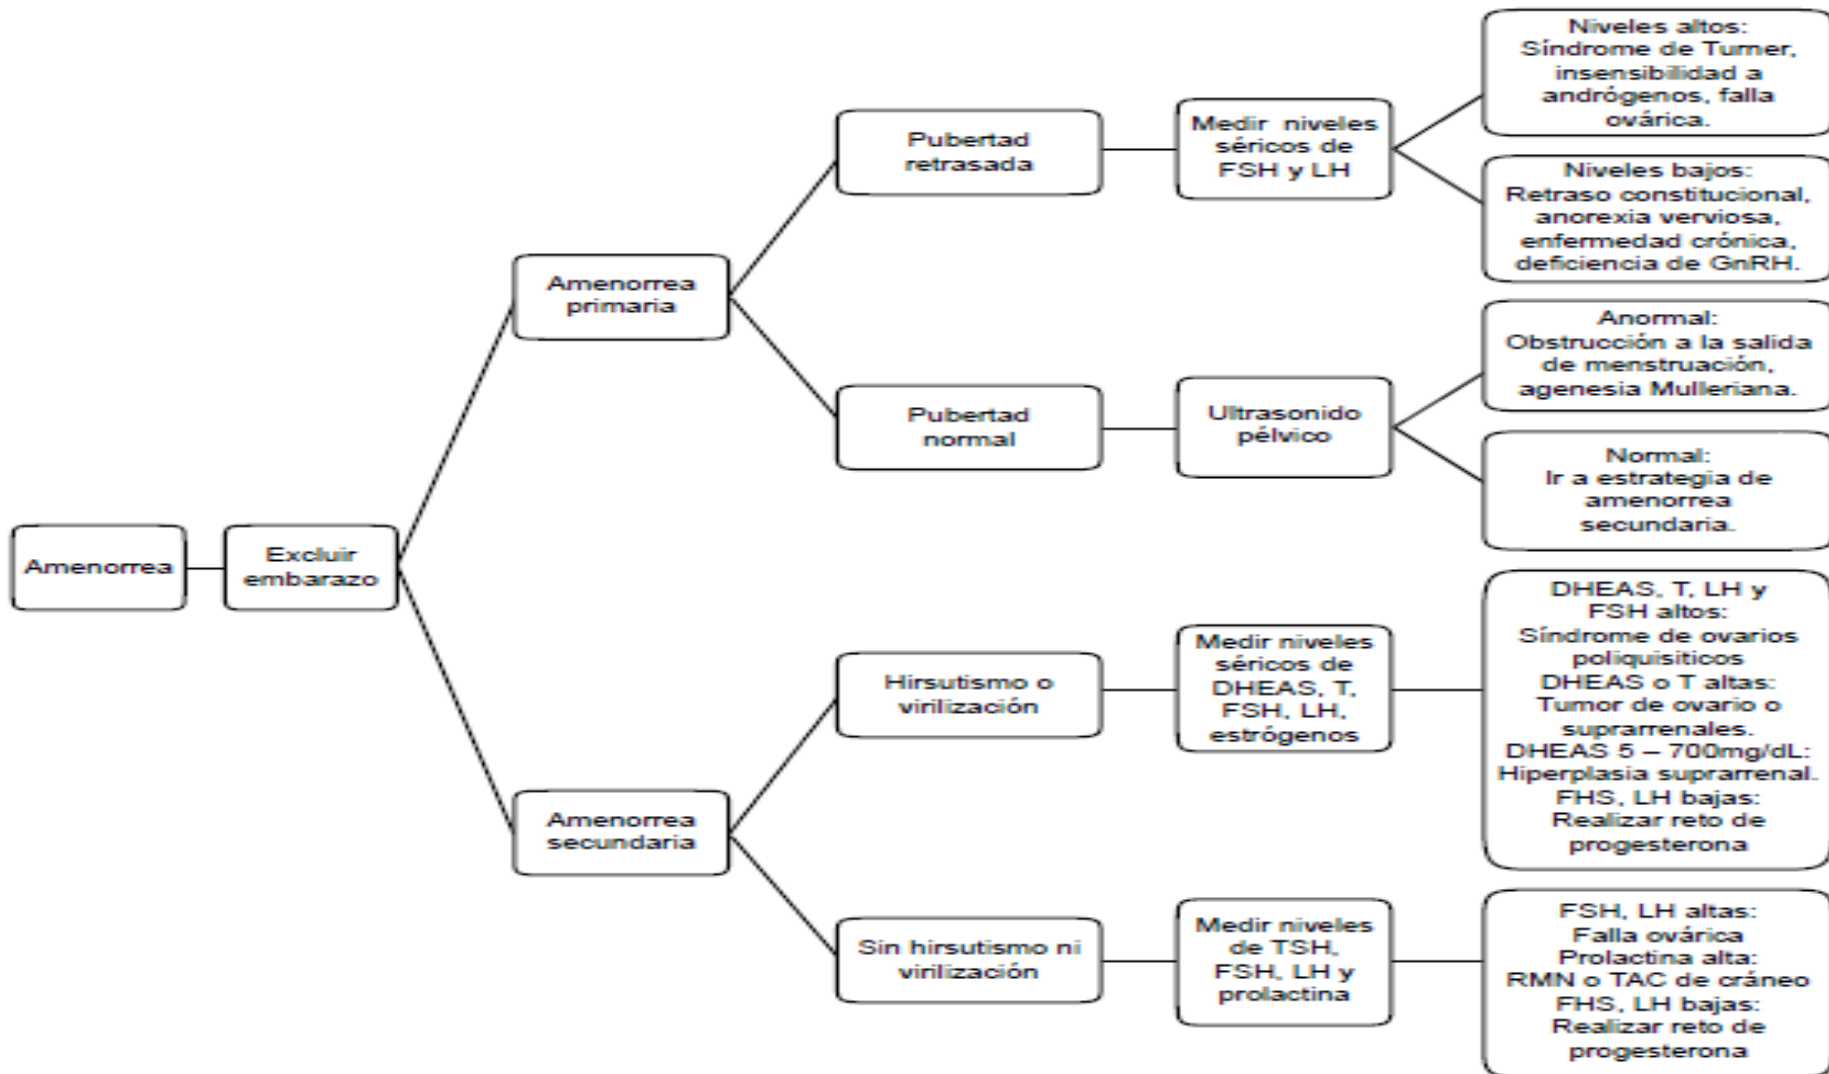 Amenorrea
Excluir
embarazo
Amenorrea
primaria
Pubertad
retrasada
Medir niveles
séricos de
FSH y LH
Niveles altos:
Síndrome de Turner,
insensibilidad a
andrógenos, falla
ovárica.
Niveles bajos:
Retraso constitucional,
anorexia verviosa,
enfermedad crónica,
deficiencia de GnRH.
Pubertad
normal
Ultrasonido
pélvico
Anormal:
Obstrucción a la salida
de menstruación,
agenesia Mulleriana.
Normal:
Ir a estrategia de
amenorrea
secundaria.
Amenorrea
secundaria
Hirsutismo o
virilización
Medir niveles
séricos de
DHEAS, T,
FSH, LH,
estrógenos
DHEAS, T, LH y
FSH altos:
Síndrome de ovarios
poliquisiticos
DHEAS o T altas:
Tumor de ovario o
suprarrenales.
DHEAS 5 – 700mg/dL:
Hiperplasia suprarrenal.
FHS, LH bajas:
Realizar reto de
progesterona
Sin hirsutismo ni
virilización
Medir niveles
de TSH,
FSH, LH y
prolactina
FSH, LH altas:
Falla ovárica
Prolactina alta:
RMN o TAC de cráneo
FHS, LH bajas:
Realizar reto de
progesterona